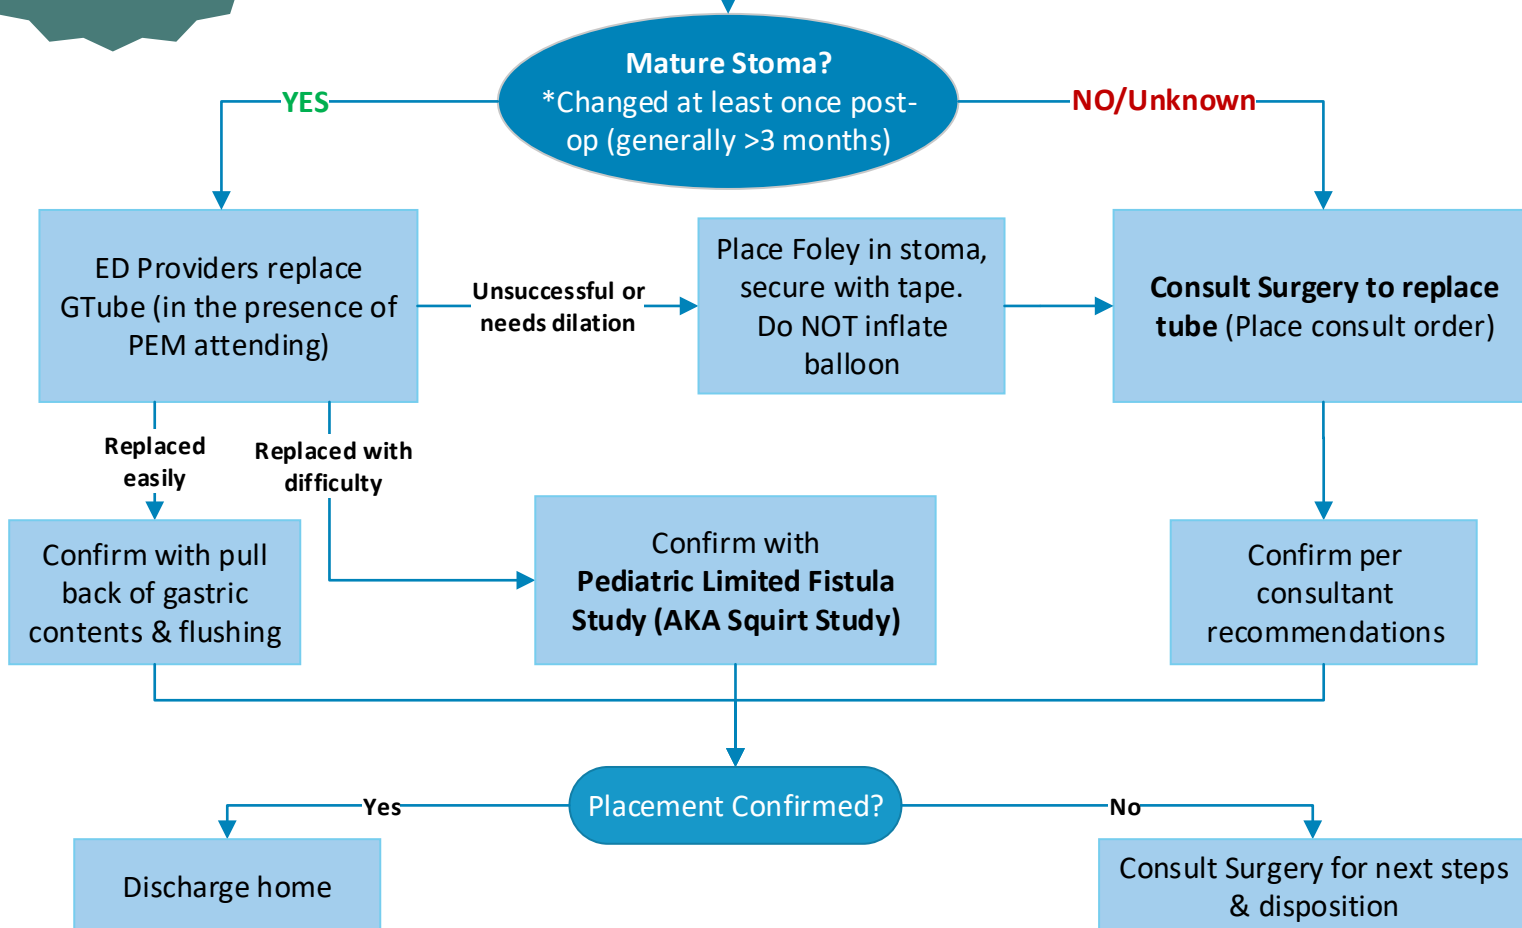 Mature Stoma?
*Changed at least once post-
op (generally >3 months)
YES
NO/Unknown
ED Providers replace
GTube (in the presence of
PEM attending)
Unsuccessful or
needs dilation
Place Foley in stoma,
secure with tape.
Do NOT inflate
balloon
Consult Surgery to replace
tube (Place consult order)
Replaced
easily
Replaced with
difficulty
Confirm with pull
back of gastric
contents & flushing
Confirm with
Pediatric Limited Fistula
Study (AKA Squirt Study)
Confirm per
consultant
recommendations
Placement Confirmed?
Yes
No
Discharge home
Consult Surgery for next steps
& disposition